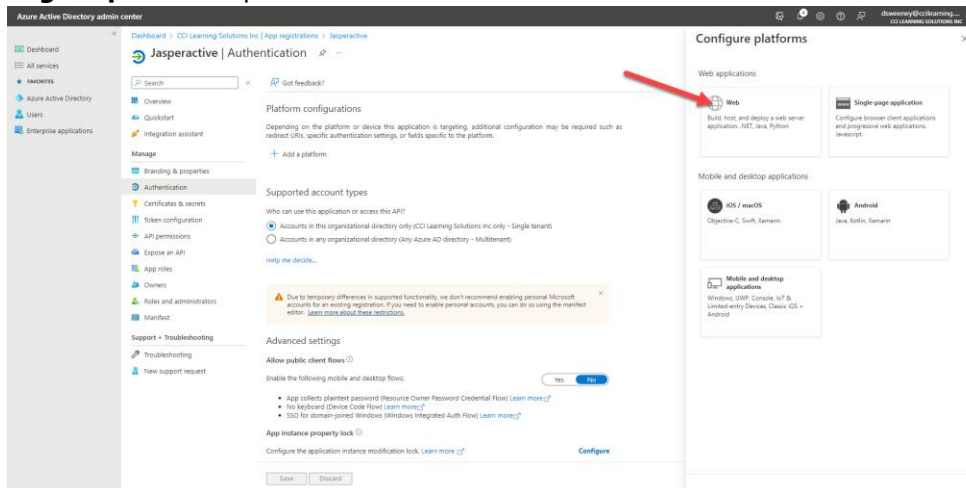 Azure Active Directory admin center
dsweeney@ccilearning....
CCI LEARNING SOLUTIONS INC
Dashboard
All services
FAVORITES
Azure Active Directory
Users
Enterprise applications
Dashboard > CCI Learning Solutions Inc | App registrations > Jasperactive
Jasperactive | Authentication
Search
Overview
Quickstart
Integration assistant
Manage
Branding & properties
Authentication
Certificates & secrets
Token configuration
API permissions
Expose an API
App roles
Owners
Roles and administrators
Manifest
Support + Troubleshooting
Troubleshooting
New support request
Got feedback?
Platform configurations
Depending on the platform or device this application is targeting, additional configuration may be required such as
redirect URIs, specific authentication settings, or fields specific to the platform.
+ Add a platform
Supported account types
Who can use this application or access this API?
Accounts in this organizational directory only (CCI Learning Solutions Inc only - Single tenant)
Accounts in any organizational directory (Any Azure AD directory - Multitenant)
Help me decide...
Due to temporary differences in supported functionality, we don't recommend enabling personal Microsoft
accounts for an existing registration. If you need to enable personal accounts, you can do so using the manifest
editor. Learn more about these restrictions.
Advanced settings
Allow public client flows
Enable the following mobile and desktop flows:
Yes No
• App collects plaintext password (Resource Owner Password Credential Flow) Learn more
• No keyboard (Device Code Flow) Learn more
• SSO for domain-joined Windows (Windows Integrated Auth Flow) Learn more
App instance property lock
Configure the application instance modification lock. Learn more
Configure
Save Discard
Configure platforms
Web applications
Web
Build, host, and deploy a web server
application. .NET, Java, Python
Single-page application
Configure browser client applications
and progressive web applications.
Javascript.
Mobile and desktop applications
iOS / macOS
Objective-C, Swift, Xamarin
Android
Java, Kotlin, Xamarin
Mobile and desktop
applications
Windows, UWP, Console, IoT &
Limited-entry Devices, Classic iOS +
Android